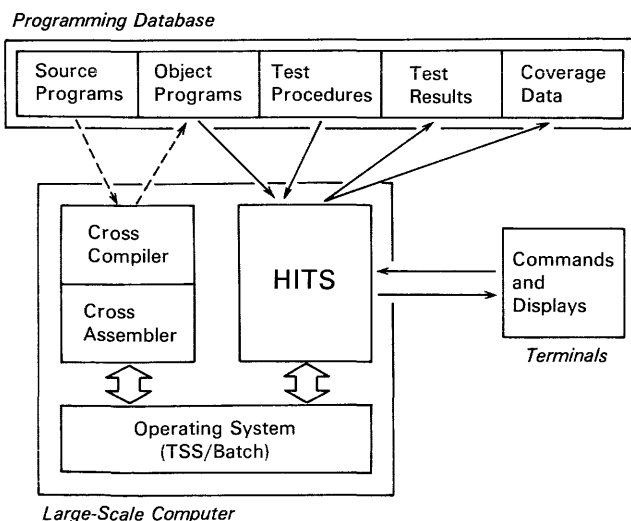 Programming Database
Source
Programs
Object
Programs
Test
Procedures
Test
Results
Coverage
Data
Cross
Compiler
Cross
Assembler
HITS
Commands
and
Displays
Terminals
Operating System
(TSS/Batch)
Large-Scale Computer